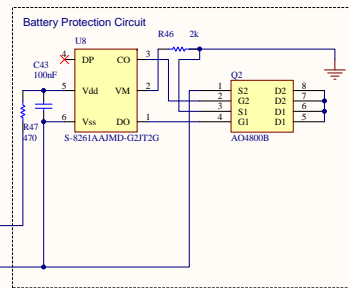 Battery Protection Circuit
U8
R46 2k
C43
100nF
4 DP CO 3
5 Vdd VM 2
6 Vss DO 1
S-8261AAJMD-G2JT2G
R47
470
Q2
1 S2 D2 8
2 G2 D2 7
3 S1 D1 6
4 G1 D1 5
AO4800B